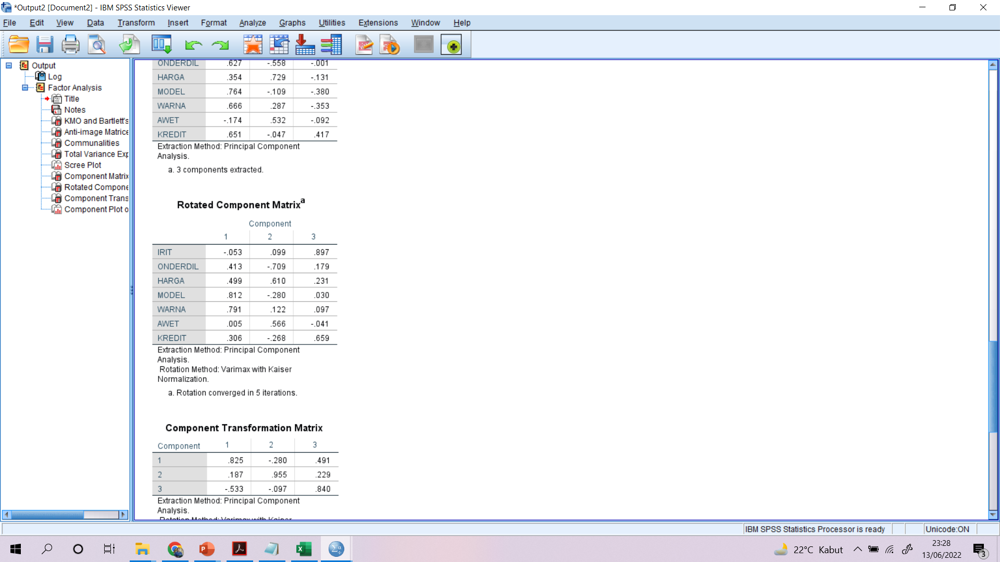 *Output2 [Document2] - IBM SPSS Statistics Viewer
File Edit View Data Transform Insert Format Analyze Graphs Utilities Extensions Window Help
Output
Log
Factor Analysis
Title
Notes
KMO and Bartlett's
Anti-image Matrice
Communalities
Total Variance Exp
Scree Plot
Component Matrix
Rotated Compone
Component Trans
Component Plot o
ONDERDIL .627 -.558 -.001
HARGA .354 .729 -.131
MODEL .764 -.109 -.380
WARNA .666 .287 -.353
AWET -.174 .532 -.092
KREDIT .651 -.047 .417
Extraction Method: Principal Component
Analysis.
a. 3 components extracted.
Rotated Component Matrixa
Component
1 2 3
IRIT -.053 .099 .897
ONDERDIL .413 -.709 .179
HARGA .499 .610 .231
MODEL .812 -.280 .030
WARNA .791 .122 .097
AWET .005 .566 -.041
KREDIT .306 -.268 .659
Extraction Method: Principal Component
Analysis.
Rotation Method: Varimax with Kaiser
Normalization.
a. Rotation converged in 5 iterations.
Component Transformation Matrix
Component 1 2 3
1 .825 -.280 .491
2 .187 .955 .229
3 -.533 -.097 .840
Extraction Method: Principal Component
Analysis.
Rotation Method: Varimax with Kaiser
IBM SPSS Statistics Processor is ready
Unicode:ON
22°C Kabut
23:28
13/06/2022
3